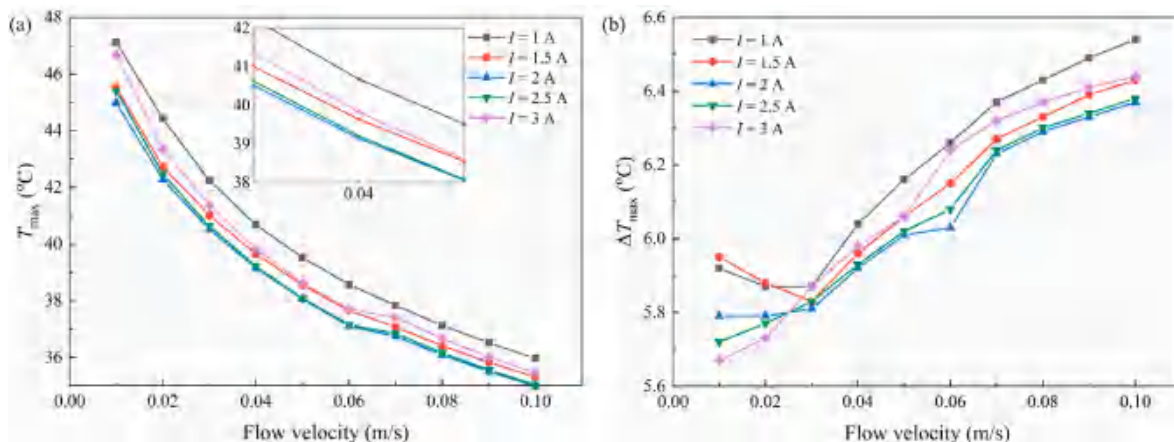 (a)
48
46
44
42
40
38
36
T max (°C)
0.00 0.02 0.04 0.06 0.08 0.10
Flow velocity (m/s)
42
41
40
39
38
0.04
I = 1 A
I = 1.5 A
I = 2 A
I = 2.5 A
I = 3 A
(b)
6.6
6.4
6.2
6.0
5.8
5.6
ΔT max (°C)
0.00 0.02 0.04 0.06 0.08 0.10
Flow velocity (m/s)
I = 1 A
I = 1.5 A
I = 2 A
I = 2.5 A
I = 3 A